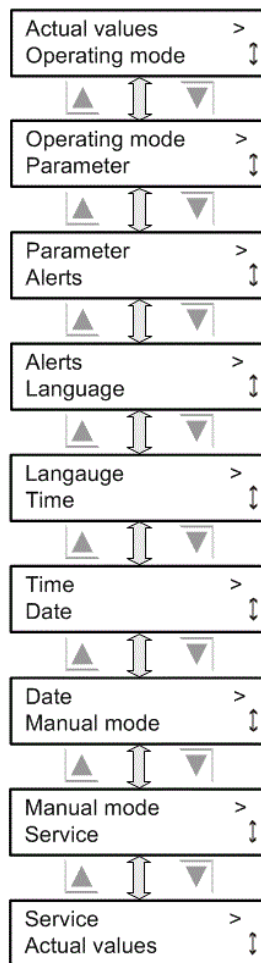 Actual values >
Operating mode ↕
Operating mode >
Parameter ↕
Parameter >
Alerts ↕
Alerts >
Language ↕
Langauge >
Time ↕
Time >
Date ↕
Date >
Manual mode ↕
Manual mode >
Service ↕
Service >
Actual values ↕